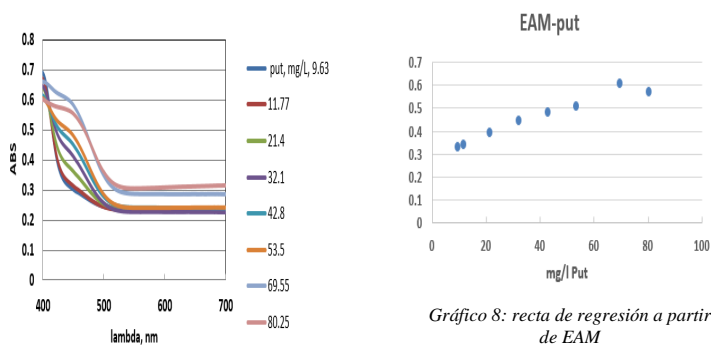 0.8
0.7
0.6
0.5
0.4
0.3
0.2
0.1
0
ABS
400 500 600 700
lambda, nm
put, mg/L, 9.63
11.77
21.4
32.1
42.8
53.5
69.55
80.25
EAM-put
0.7
0.6
0.5
0.4
0.3
0.2
0.1
0
0 20 40 60 80 100
mg/l Put
Gráfico 8: recta de regresión a partir
de EAM